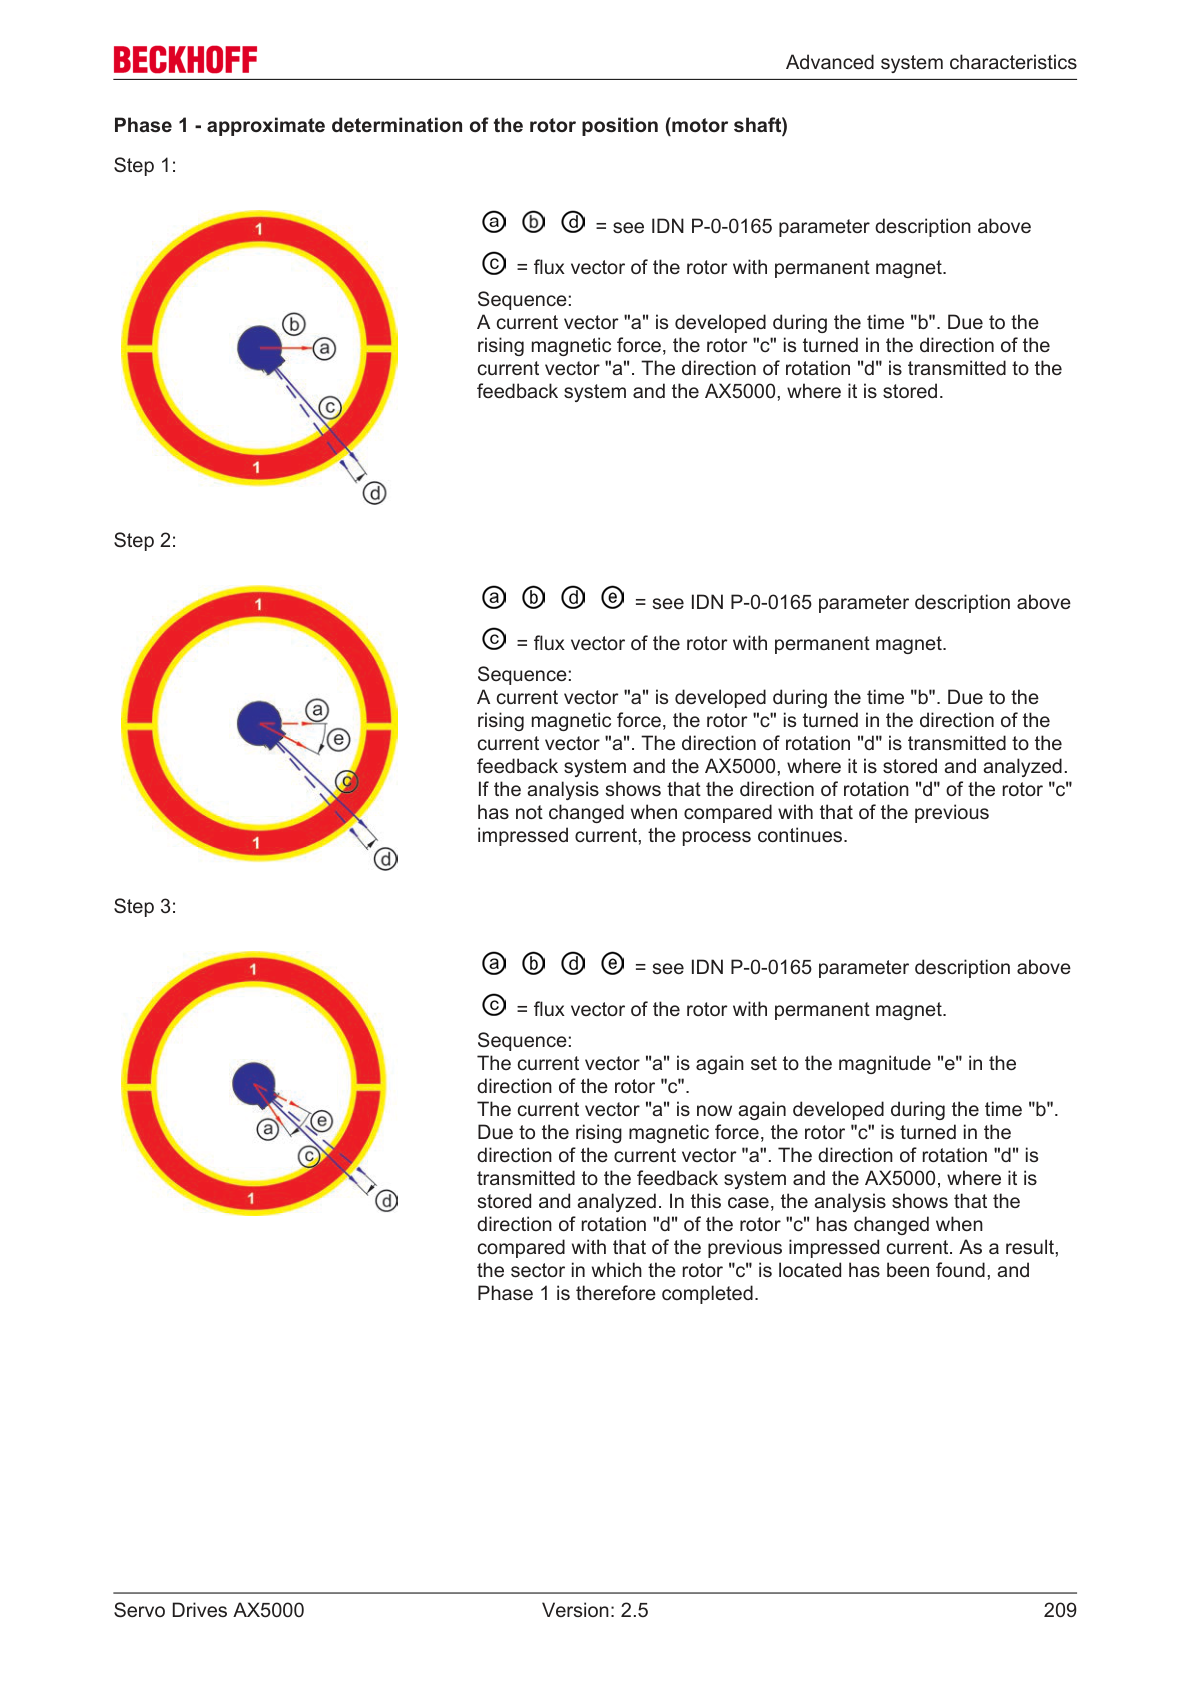 BECKHOFF
Advanced system characteristics
Phase 1 - approximate determination of the rotor position (motor shaft)
Step 1:
1
b
a
c
1
d
a b d = see IDN P-0-0165 parameter description above
c = flux vector of the rotor with permanent magnet.
Sequence:
A current vector "a" is developed during the time "b". Due to the
rising magnetic force, the rotor "c" is turned in the direction of the
current vector "a". The direction of rotation "d" is transmitted to the
feedback system and the AX5000, where it is stored.
Step 2:
1
a
e
c
1
d
a b d e = see IDN P-0-0165 parameter description above
c = flux vector of the rotor with permanent magnet.
Sequence:
A current vector "a" is developed during the time "b". Due to the
rising magnetic force, the rotor "c" is turned in the direction of the
current vector "a". The direction of rotation "d" is transmitted to the
feedback system and the AX5000, where it is stored and analyzed.
If the analysis shows that the direction of rotation "d" of the rotor "c"
has not changed when compared with that of the previous
impressed current, the process continues.
Step 3:
1
e
a
c
1
d
a b d e = see IDN P-0-0165 parameter description above
c = flux vector of the rotor with permanent magnet.
Sequence:
The current vector "a" is again set to the magnitude "e" in the
direction of the rotor "c".
The current vector "a" is now again developed during the time "b".
Due to the rising magnetic force, the rotor "c" is turned in the
direction of the current vector "a". The direction of rotation "d" is
transmitted to the feedback system and the AX5000, where it is
stored and analyzed. In this case, the analysis shows that the
direction of rotation "d" of the rotor "c" has changed when
compared with that of the previous impressed current. As a result,
the sector in which the rotor "c" is located has been found, and
Phase 1 is therefore completed.
Servo Drives AX5000
Version: 2.5
209